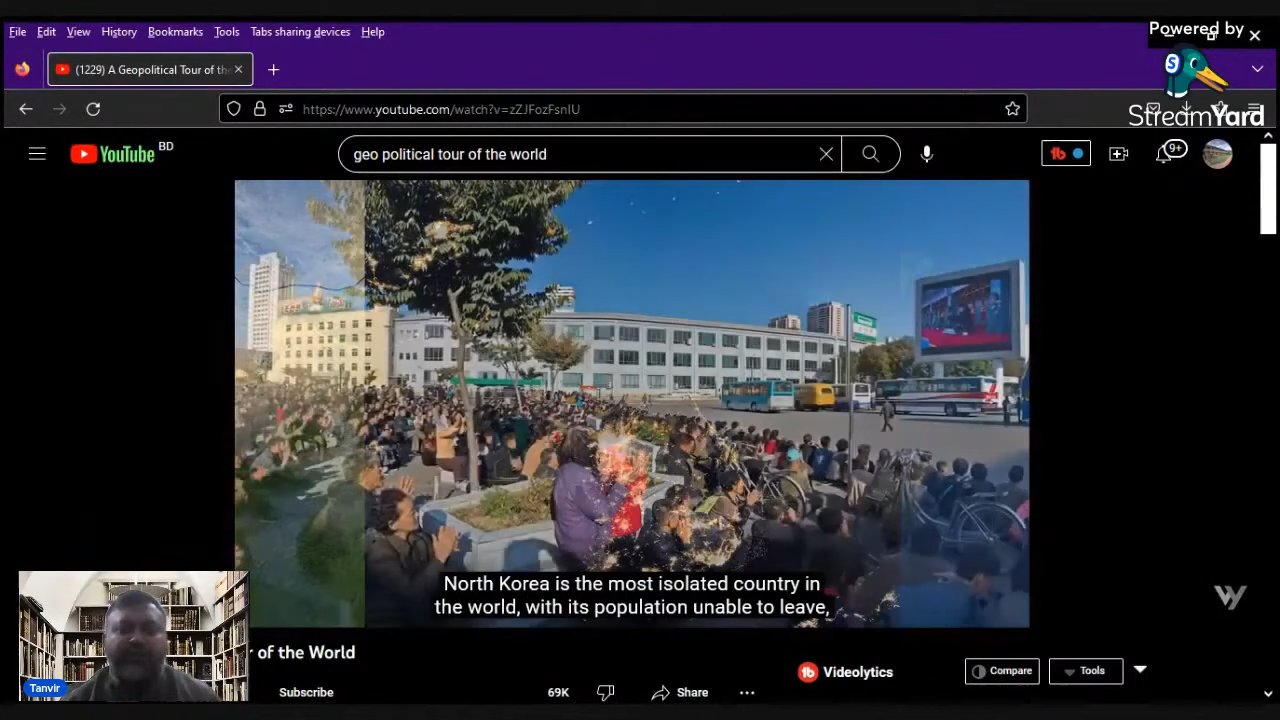 File Edit View History Bookmarks Tools Tabs sharing devices Help
Powered by
StreamYard
(1229) A Geopolitical Tour of the
https://www.youtube.com/watch?v=zZJFozFsnIU
YouTube BD
geo political tour of the world
9+
North Korea is the most isolated country in
the world, with its population unable to leave,
of the World
Videolytics
Compare
Tools
Tanvir
Subscribe
69K
Share